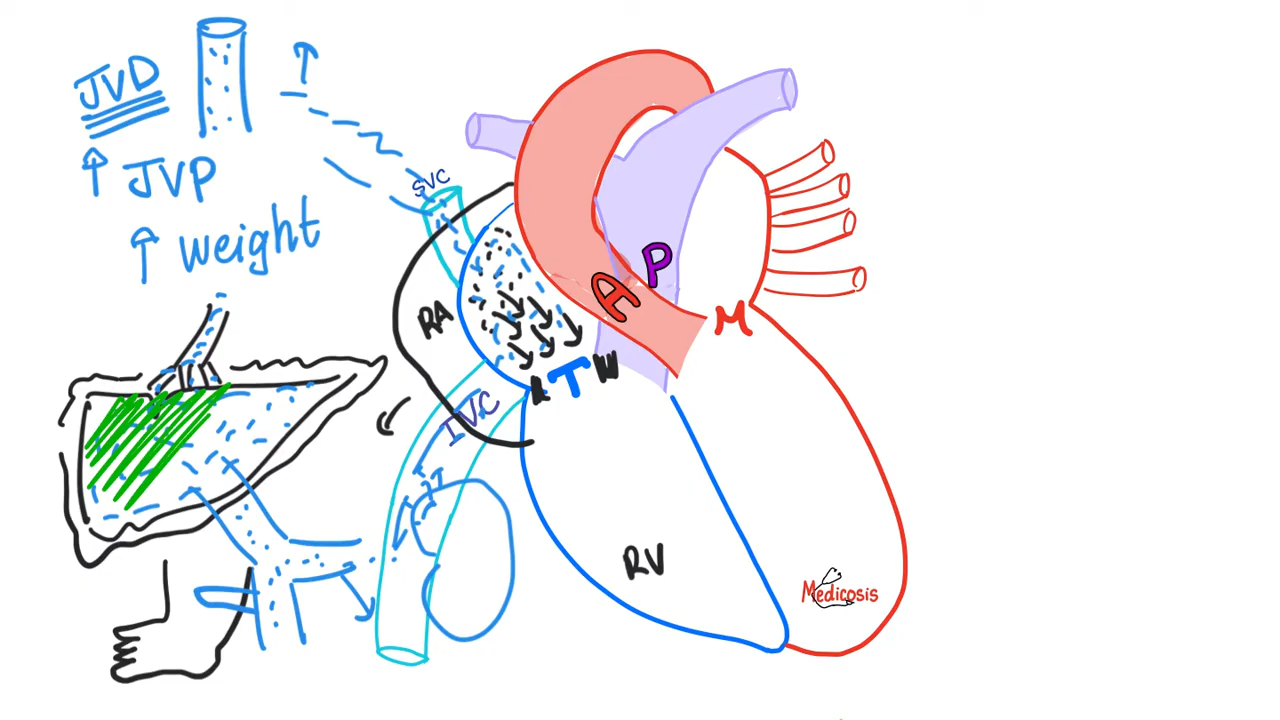 JVD
↑ JVP
↑ weight
SVC
RA
IVC
A
P
M
T
RV
Medicosis